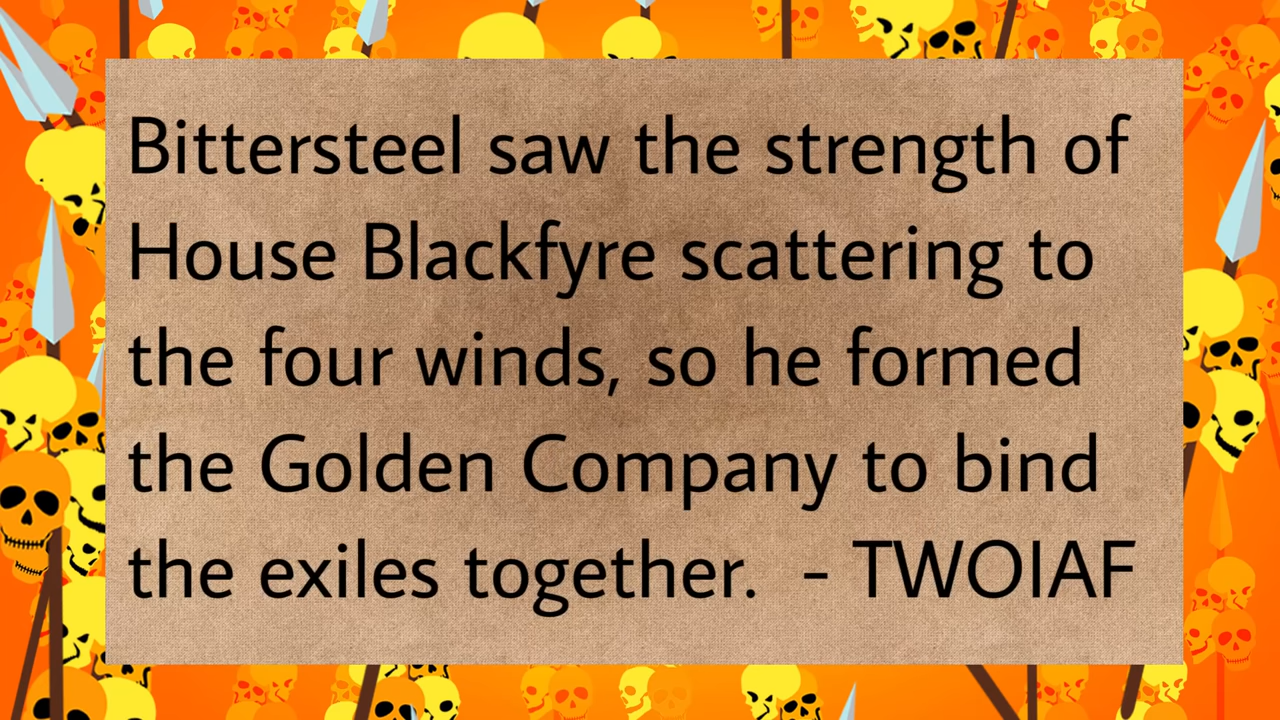 Bittersteel saw the strength of
House Blackfyre scattering to
the four winds, so he formed
the Golden Company to bind
the exiles together.  - TWOIAF